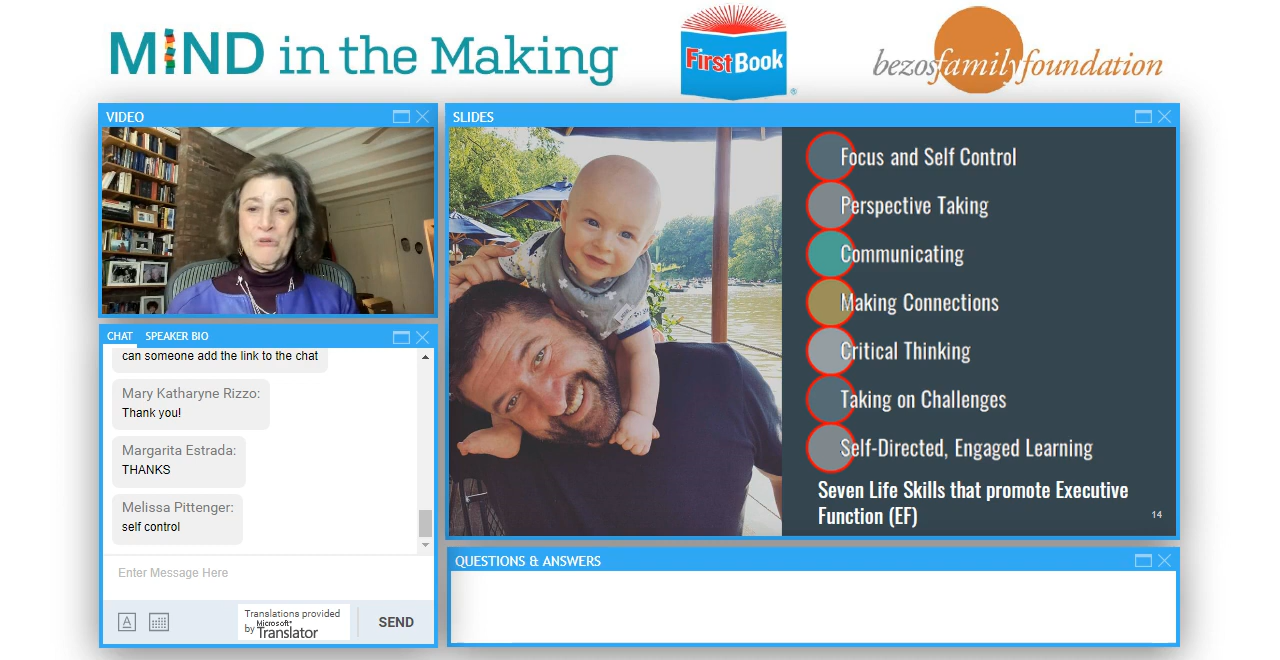 MIND in the Making
First Book
®
bezosfamilyfoundation
VIDEO
SLIDES
Focus and Self Control
Perspective Taking
Communicating
Making Connections
Critical Thinking
Taking on Challenges
Self-Directed, Engaged Learning
Seven Life Skills that promote Executive
Function (EF)
14
CHAT SPEAKER BIO
can someone add the link to the chat
Mary Katharyne Rizzo:
Thank you!
Margarita Estrada:
THANKS
Melissa Pittenger:
self control
Enter Message Here
A
Translations provided
by Microsoft®
Translator
SEND
QUESTIONS & ANSWERS